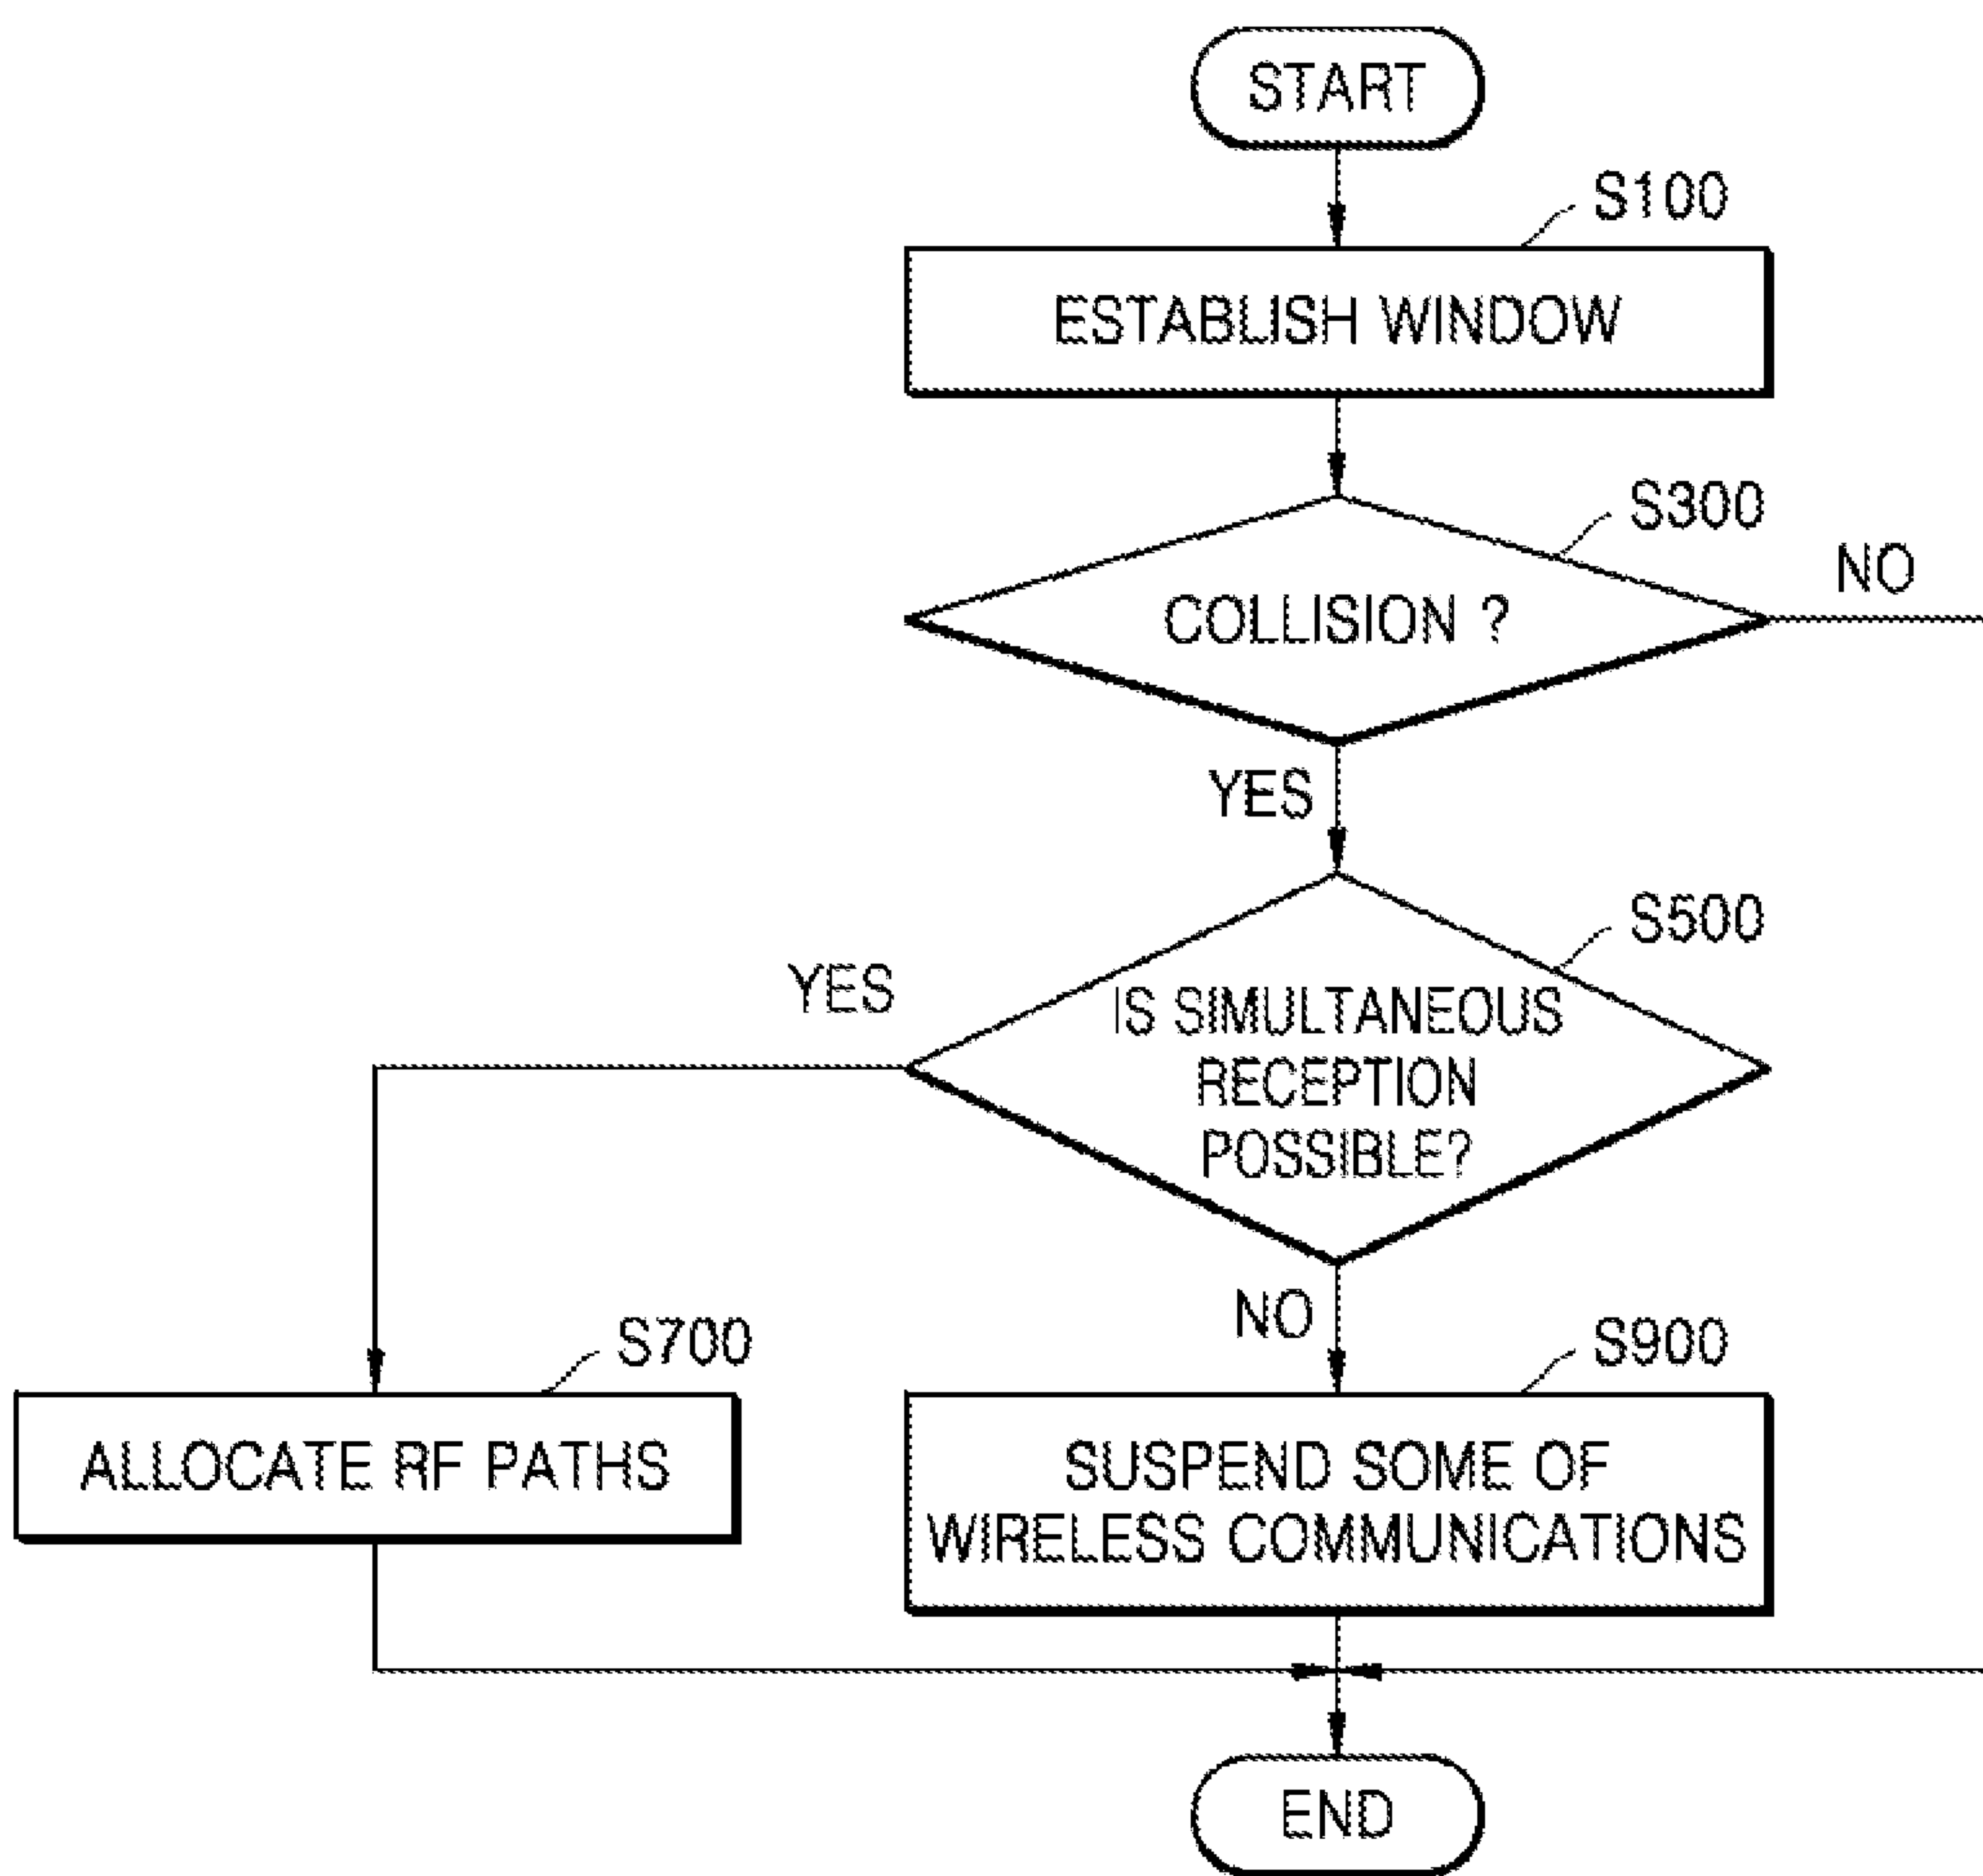 START
S100
ESTABLISH WINDOW
S300
COLLISION ?
NO
YES
S500
YES
IS SIMULTANEOUS
RECEPTION
POSSIBLE?
NO
S700
S900
ALLOCATE RF PATHS
SUSPEND SOME OF
WIRELESS COMMUNICATIONS
END